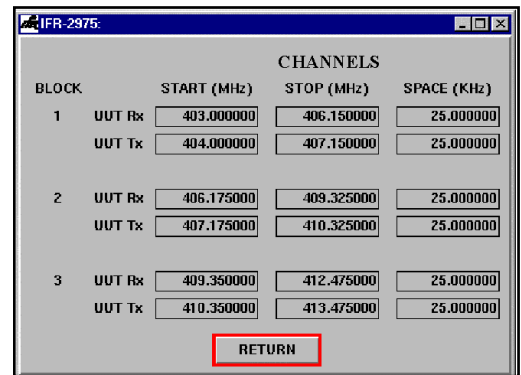 IFR-2975:
CHANNELS
BLOCK START (MHz) STOP (MHz) SPACE (KHz)
1 UUT Rx 403.000000 406.150000 25.000000
UUT Tx 404.000000 407.150000 25.000000
2 UUT Rx 406.175000 409.325000 25.000000
UUT Tx 407.175000 410.325000 25.000000
3 UUT Rx 409.350000 412.475000 25.000000
UUT Tx 410.350000 413.475000 25.000000
RETURN